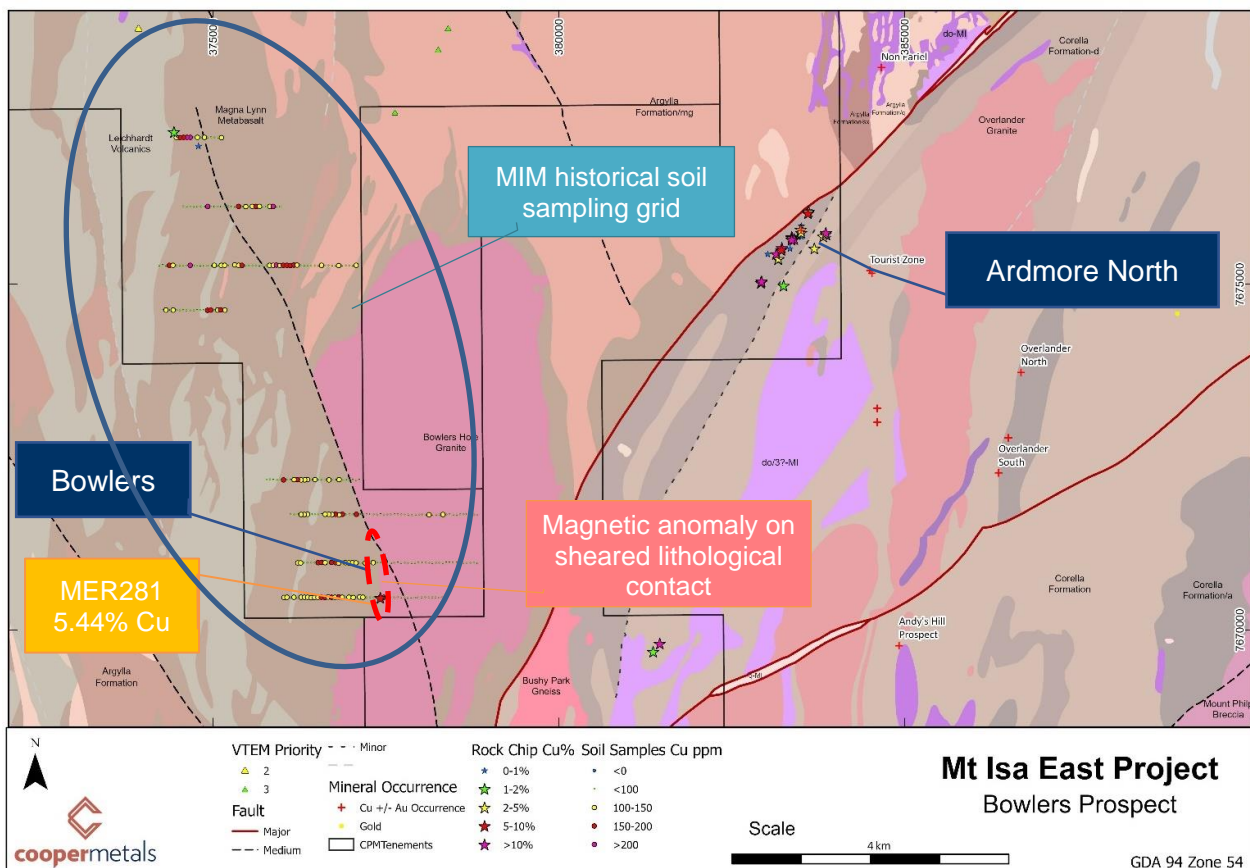 375000
380000
385000
do-MI
Non Pariel
Corella
Formation-d
Magna Lynn
Metabasalt
Leichhardt
Volcanics
Argylla
Formation/mg
Overlander
Granite
MIM historical soil
sampling grid
Ardmore North
Tourist Zone
7675000
Overlander
North
Overlander
South
Bowlers Hole
Granite
do/3?-MI
Bowlers
Magnetic anomaly on
sheared lithological
contact
MER281
5.44% Cu
Corella
Formation
Corella
Formation/a
Andy's Hill
Prospect
7670000
Argylla
Formation
Bushy Park
Gneiss
Mount Philp
Breccia
N
coopermetals
VTEM Priority
2
3
Fault
Major
Medium
Minor
Mineral Occurrence
Cu +/- Au Occurrence
Gold
CPMTenements
Rock Chip Cu%
0-1%
1-2%
2-5%
5-10%
>10%
Soil Samples Cu ppm
<0
<100
100-150
150-200
>200
Mt Isa East Project
Bowlers Prospect
Scale
4 km
GDA 94 Zone 54